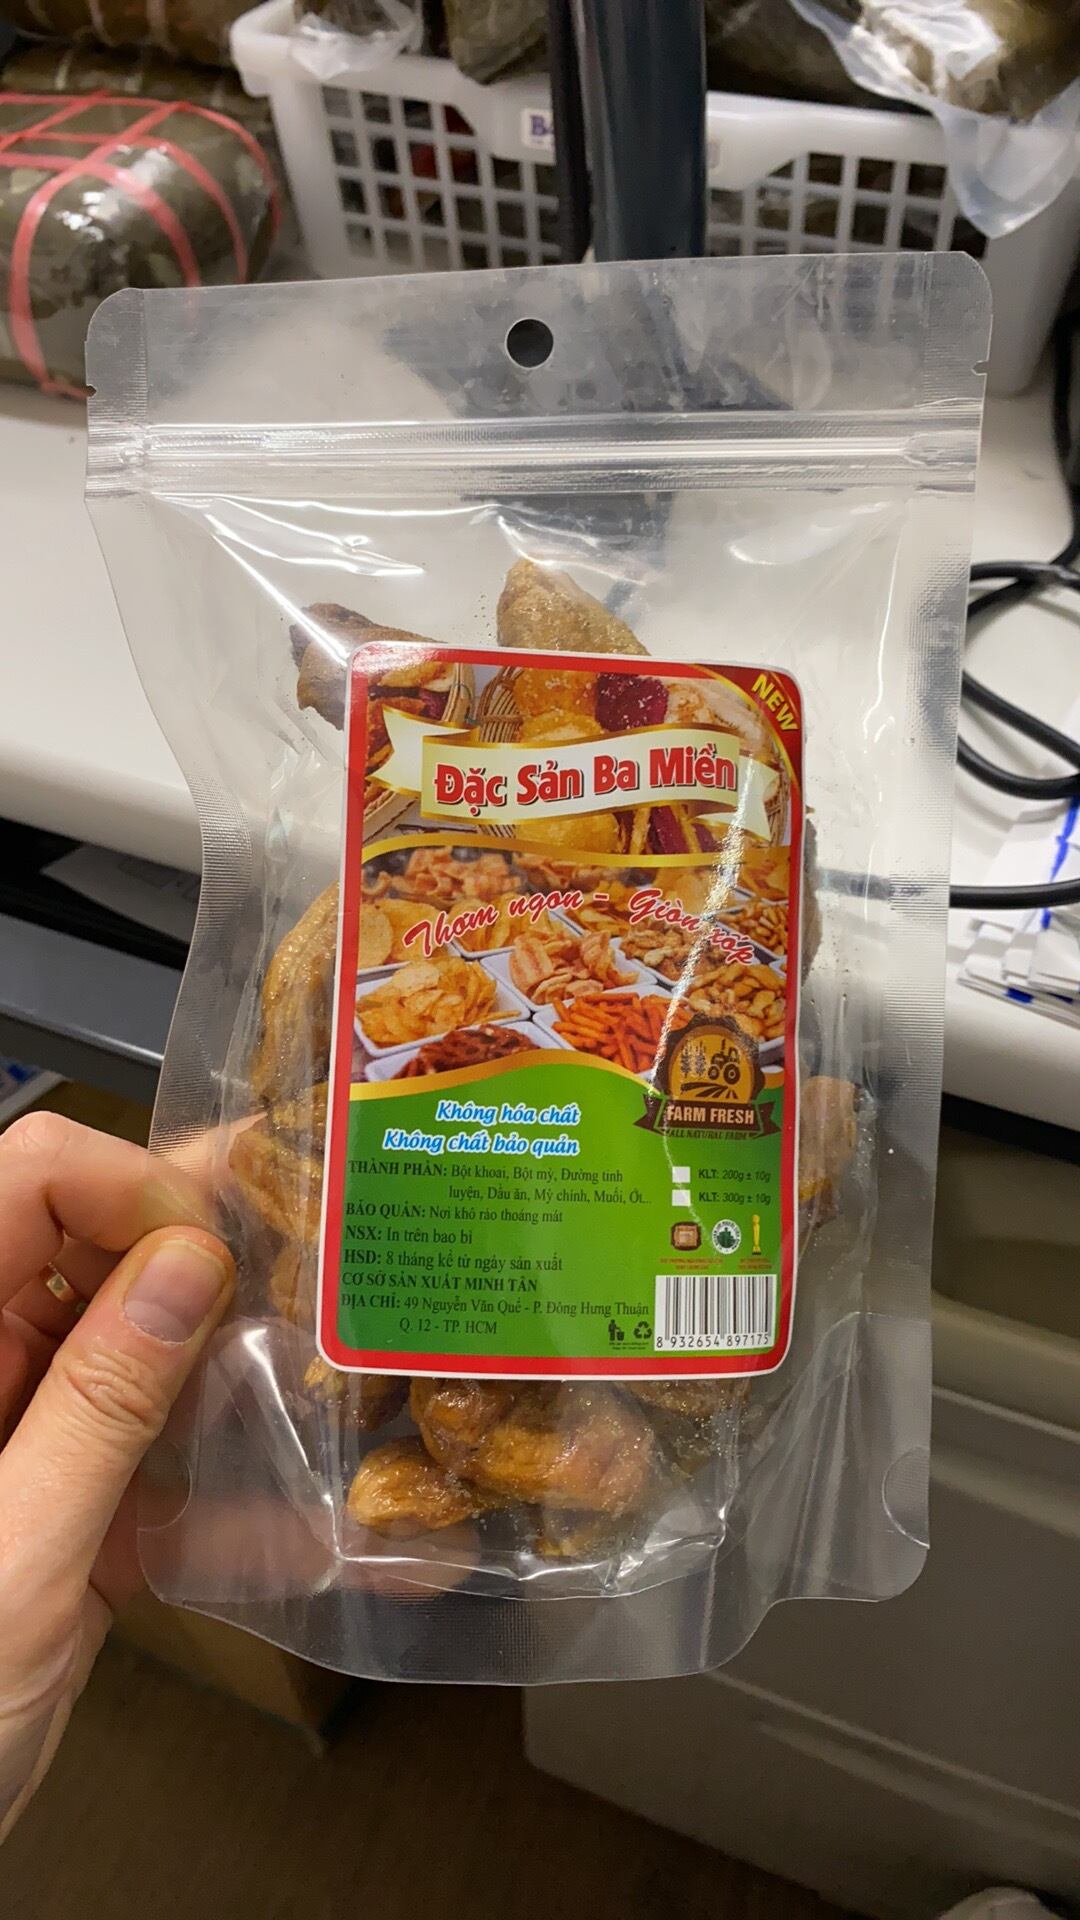 B
NEW
Đặc Sản Ba Miền
Thơm ngon - Giòn xốp
FARM FRESH
ALL NATURAL FARM
Không hóa chất
Không chất bảo quản
THÀNH PHẦN: Bột khoai, Bột mỳ, Đường tinh
luyện, Dầu ăn, Mỳ chính, Muối, Ớt...
BẢO QUẢN: Nơi khô ráo thoáng mát
NSX: In trên bao bì
HSD: 8 tháng kể từ ngày sản xuất
CƠ SỞ SẢN XUẤT MINH TÂN
ĐỊA CHỈ: 49 Nguyễn Văn Quế - P. Đông Hưng Thuận
Q. 12 - TP. HCM
KLT: 200g ± 10g
KLT: 300g ± 10g
8 932654 897175